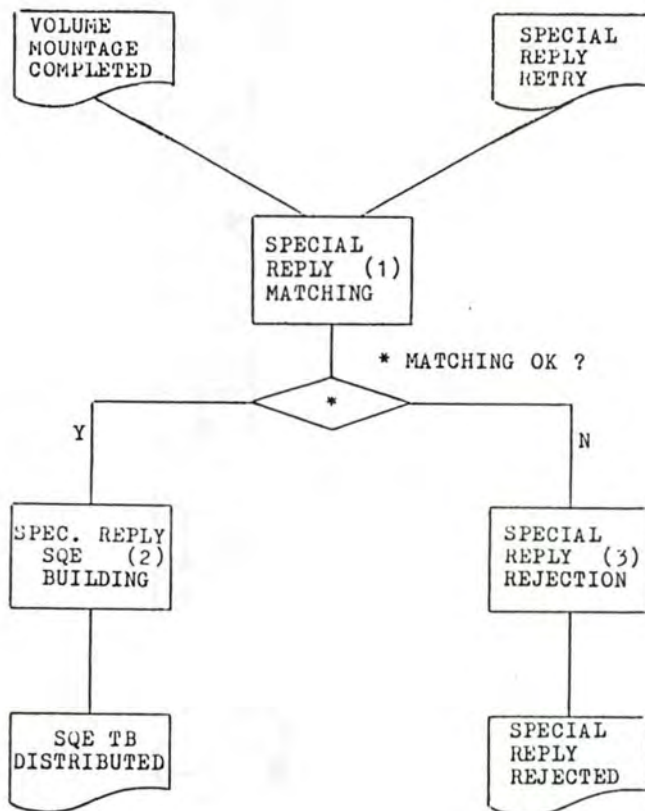 VOLUME
MOUNTAGE
COMPLETED
SPECIAL
REPLY
RETRY
SPECIAL
REPLY (1)
MATCHING
* MATCHING OK ?
*
Y
N
SPEC. REPLY
SQE (2)
BUILDING
SPECIAL
REPLY (3)
REJECTION
SQE TB
DISTRIBUTED
SPECIAL
REPLY
REJECTED